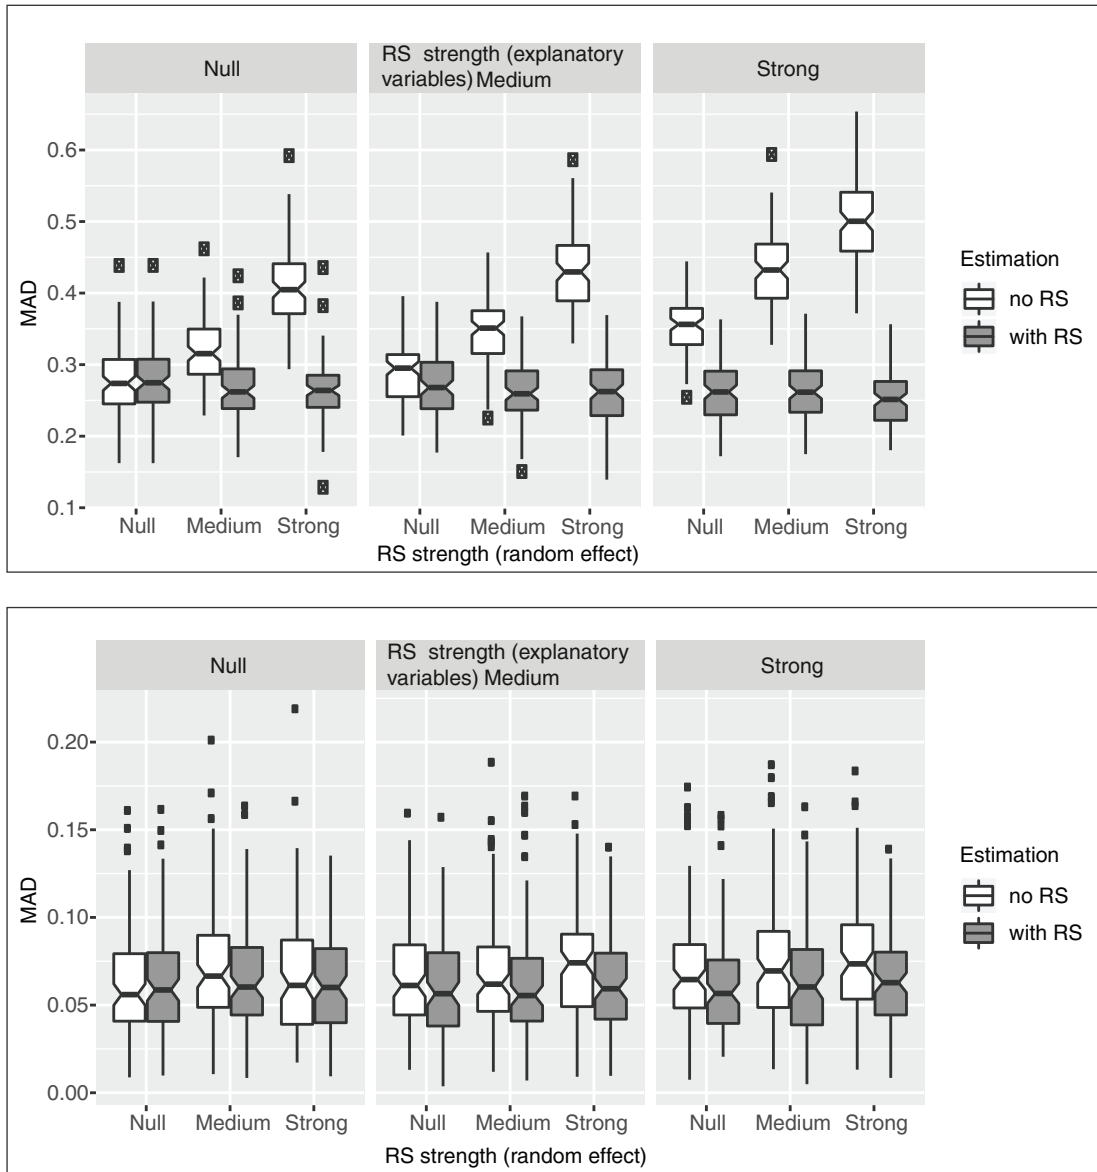 Null
RS strength (explanatory
variables) Medium
Strong
0.6
0.5
0.4
0.3
0.2
0.1
MAD
Null Medium Strong
Null Medium Strong
Null Medium Strong
RS strength (random effect)
Estimation
no RS
with RS
Null
RS strength (explanatory
variables) Medium
Strong
0.20
0.15
0.10
0.05
0.00
MAD
Null Medium Strong
Null Medium Strong
Null Medium Strong
RS strength (random effect)
Estimation
no RS
with RS